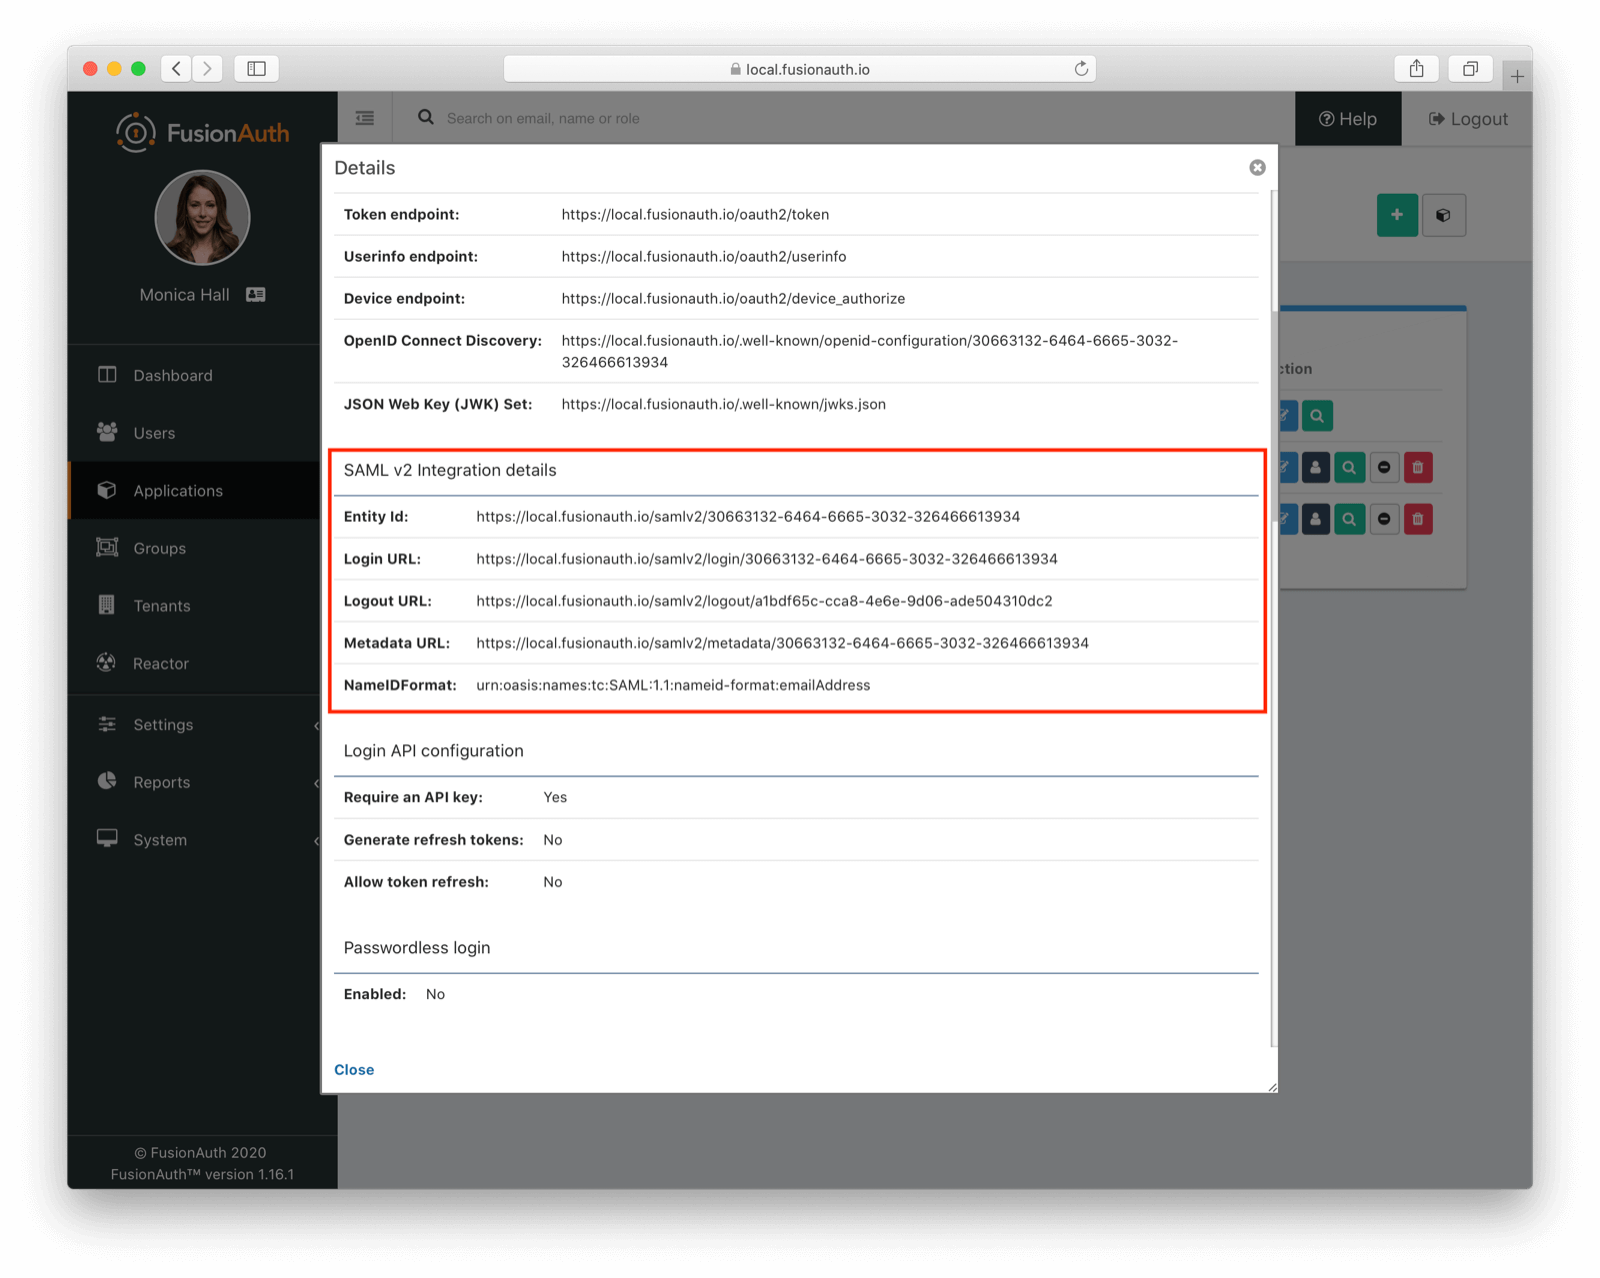 local.fusionauth.io
FusionAuth
Search on email, name or role
Help
Logout
Monica Hall
Dashboard
Users
Applications
Groups
Tenants
Reactor
Settings
Reports
System
© FusionAuth 2020
FusionAuth™ version 1.16.1
Details
Token endpoint: https://local.fusionauth.io/oauth2/token
Userinfo endpoint: https://local.fusionauth.io/oauth2/userinfo
Device endpoint: https://local.fusionauth.io/oauth2/device_authorize
OpenID Connect Discovery: https://local.fusionauth.io/.well-known/openid-configuration/30663132-6464-6665-3032-
326466613934
JSON Web Key (JWK) Set: https://local.fusionauth.io/.well-known/jwks.json
SAML v2 Integration details
Entity Id: https://local.fusionauth.io/samlv2/30663132-6464-6665-3032-326466613934
Login URL: https://local.fusionauth.io/samlv2/login/30663132-6464-6665-3032-326466613934
Logout URL: https://local.fusionauth.io/samlv2/logout/a1bdf65c-cca8-4e6e-9d06-ade504310dc2
Metadata URL: https://local.fusionauth.io/samlv2/metadata/30663132-6464-6665-3032-326466613934
NameIDFormat: urn:oasis:names:tc:SAML:1.1:nameid-format:emailAddress
Login API configuration
Require an API key: Yes
Generate refresh tokens: No
Allow token refresh: No
Passwordless login
Enabled: No
Close
ction